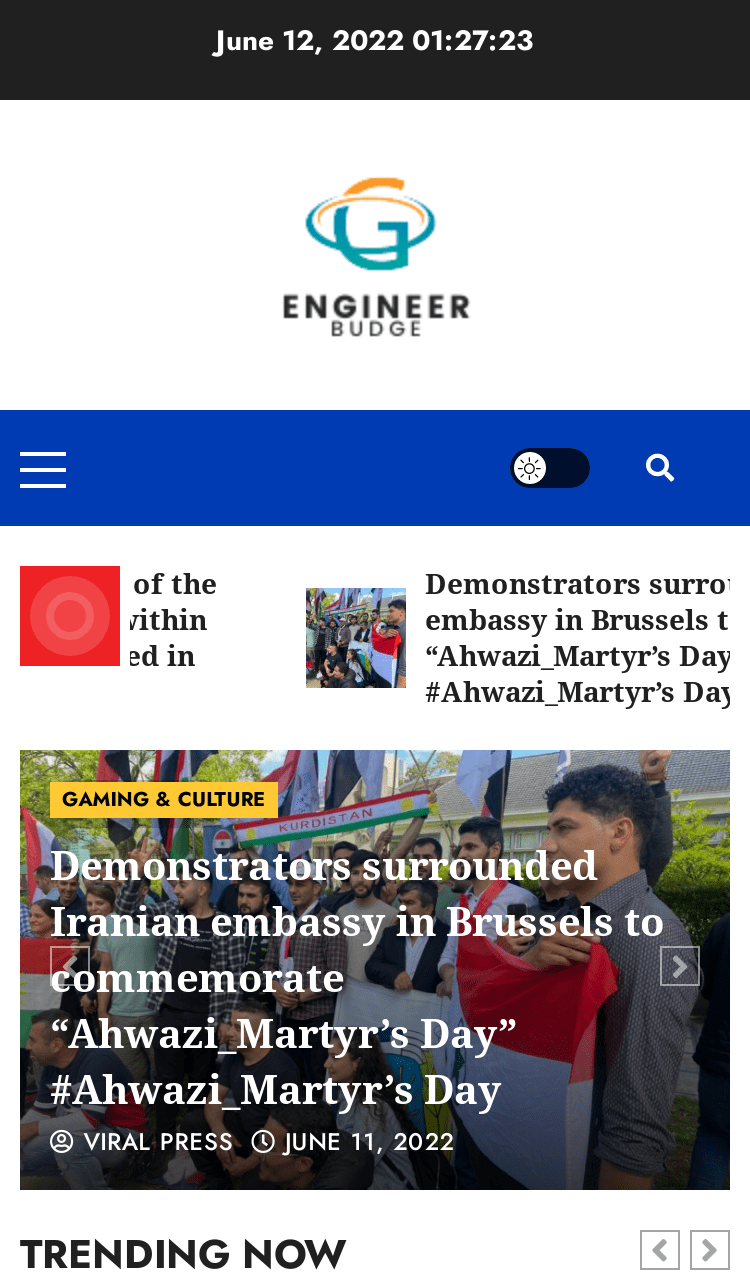 June 12, 2022 01:27:23
ENGINEER
BUDGE
of the
within
ed in
Demonstrators surrou
embassy in Brussels t
“Ahwazi_Martyr’s Day
#Ahwazi_Martyr’s Day
GAMING & CULTURE
KURDISTAN
Demonstrators surrounded
Iranian embassy in Brussels to
commemorate
“Ahwazi_Martyr’s Day”
#Ahwazi_Martyr’s Day
VIRAL PRESS JUNE 11, 2022
TRENDING NOW